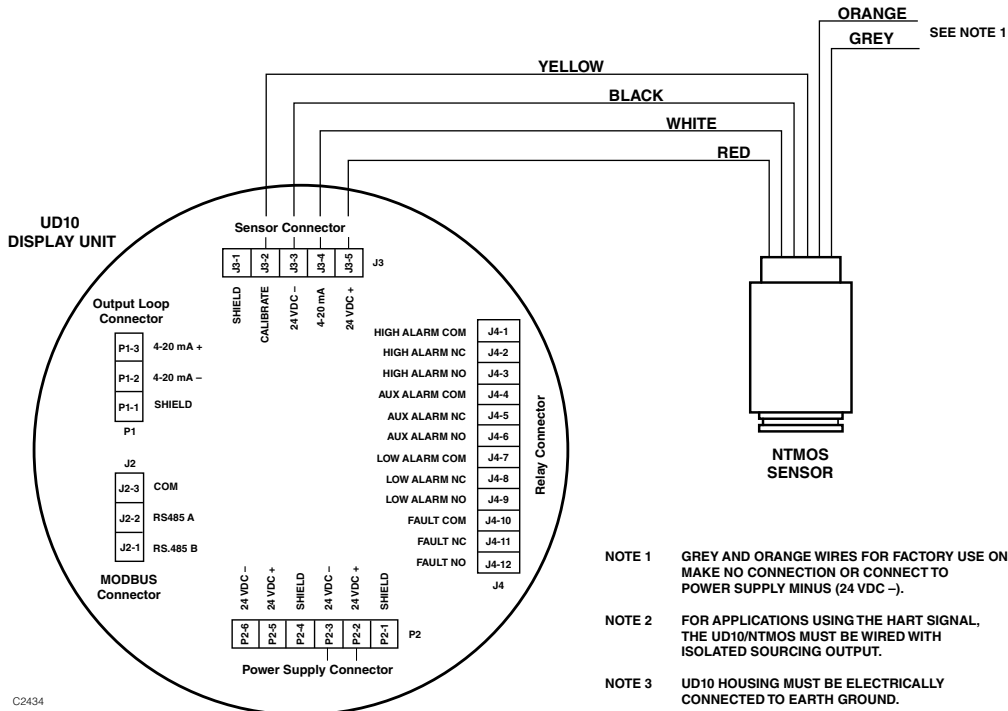 ORANGE
GREY
SEE NOTE 1
YELLOW
BLACK
WHITE
RED
UD10
DISPLAY UNIT
Sensor Connector
J3-1
J3-2
J3-3
J3-4
J3-5
J3
SHIELD
CALIBRATE
24 VDC –
4-20 mA
24 VDC +
Output Loop
Connector
P1-3 4-20 mA +
P1-2 4-20 mA –
P1-1 SHIELD
P1
J2
J2-3 COM
J2-2 RS485 A
J2-1 RS.485 B
MODBUS
Connector
HIGH ALARM COM J4-1
HIGH ALARM NC J4-2
HIGH ALARM NO J4-3
AUX ALARM COM J4-4
AUX ALARM NC J4-5
AUX ALARM NO J4-6
LOW ALARM COM J4-7
LOW ALARM NC J4-8
LOW ALARM NO J4-9
FAULT COM J4-10
FAULT NC J4-11
FAULT NO J4-12
J4
Relay Connector
24 VDC –
24 VDC +
SHIELD
24 VDC –
24 VDC +
SHIELD
P2-6
P2-5
P2-4
P2-3
P2-2
P2-1
P2
Power Supply Connector
NTMOS
SENSOR
NOTE 1 GREY AND ORANGE WIRES FOR FACTORY USE ON
MAKE NO CONNECTION OR CONNECT TO
POWER SUPPLY MINUS (24 VDC –).
NOTE 2 FOR APPLICATIONS USING THE HART SIGNAL,
THE UD10/NTMOS MUST BE WIRED WITH
ISOLATED SOURCING OUTPUT.
NOTE 3 UD10 HOUSING MUST BE ELECTRICALLY
CONNECTED TO EARTH GROUND.
C2434